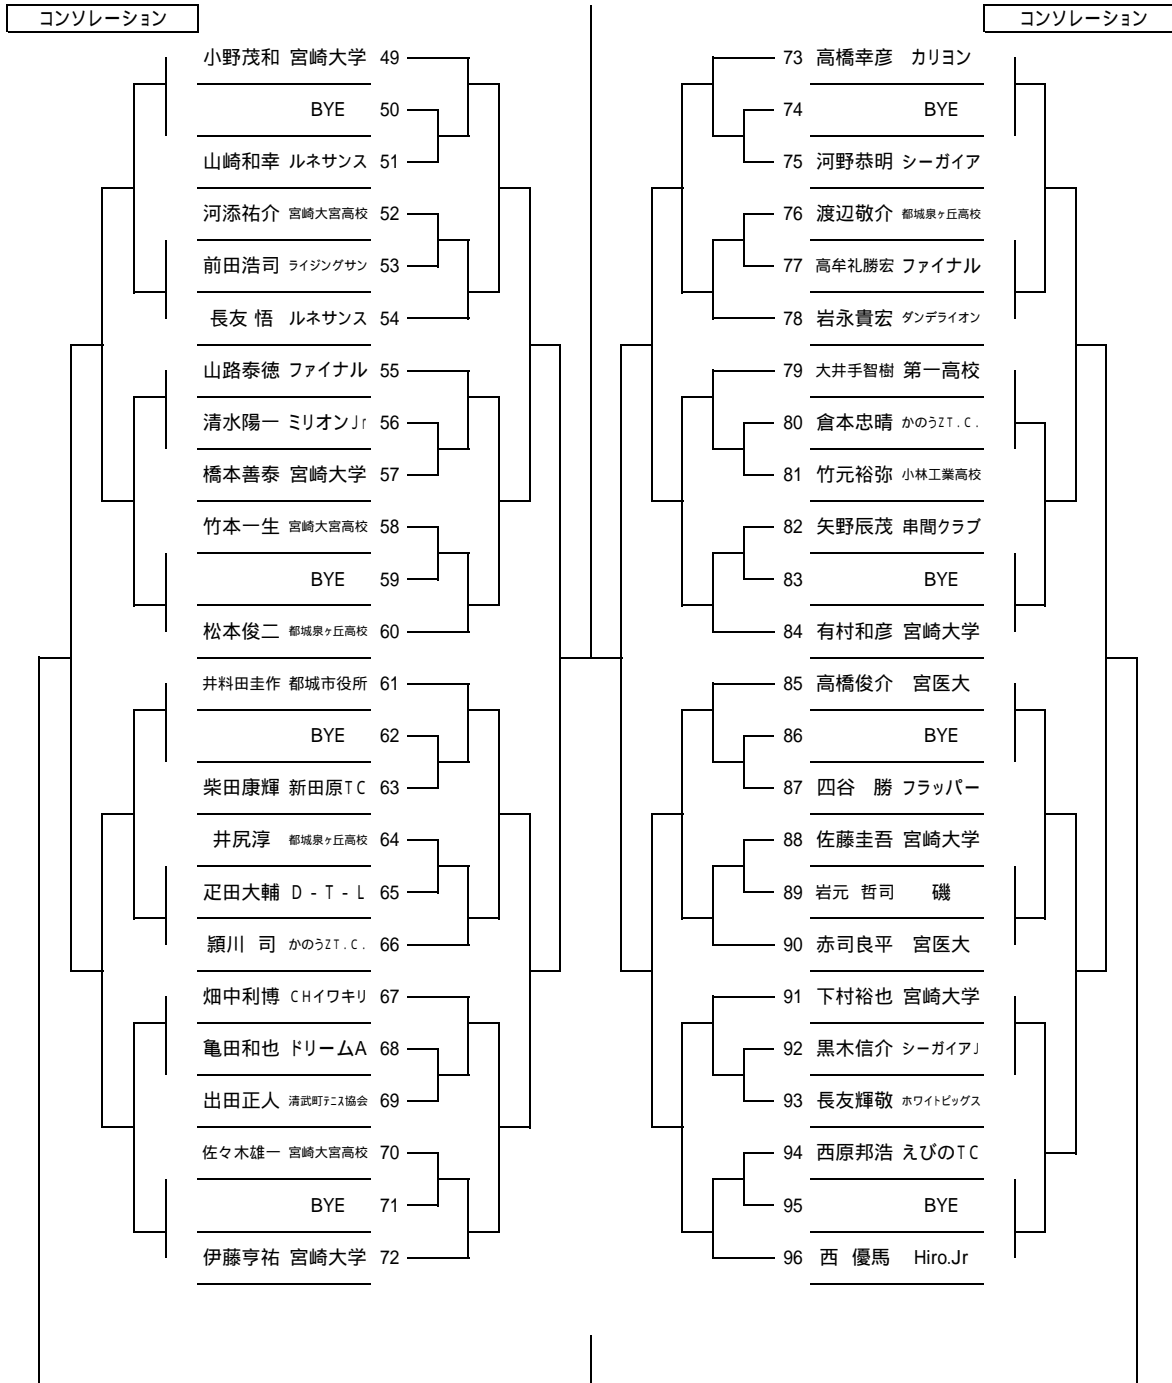 コンソレーション
コンソレーション
小野茂和 宮崎大学 49
BYE 50
山崎和幸 ルネサンス 51
河添祐介 宮崎大宮高校 52
前田浩司 ライジングサン 53
長友 悟 ルネサンス 54
山路泰徳 ファイナル 55
清水陽一 ミリオンJr 56
橋本善泰 宮崎大学 57
竹本一生 宮崎大宮高校 58
BYE 59
松本俊二 都城泉ヶ丘高校 60
井料田圭作 都城市役所 61
BYE 62
柴田康輝 新田原TC 63
井尻淳 都城泉ヶ丘高校 64
疋田大輔 D-T-L 65
頴川 司 かのうZT.C. 66
畑中利博 CHイワキリ 67
亀田和也 ドリームA 68
出田正人 清武町テニス協会 69
佐々木雄一 宮崎大宮高校 70
BYE 71
伊藤亨祐 宮崎大学 72
73 高橋幸彦 カリヨン
74 BYE
75 河野恭明 シーガイア
76 渡辺敬介 都城泉ヶ丘高校
77 高牟礼勝宏 ファイナル
78 岩永貴宏 ダンデライオン
79 大井手智樹 第一高校
80 倉本忠晴 かのうZT.C.
81 竹元裕弥 小林工業高校
82 矢野辰茂 串間クラブ
83 BYE
84 有村和彦 宮崎大学
85 高橋俊介 宮医大
86 BYE
87 四谷 勝 フラッパー
88 佐藤圭吾 宮崎大学
89 岩元 哲司 磯
90 赤司良平 宮医大
91 下村裕也 宮崎大学
92 黒木信介 シーガイアJ
93 長友輝敬 ホワイトピッグス
94 西原邦浩 えびのTC
95 BYE
96 西 優馬 Hiro.Jr